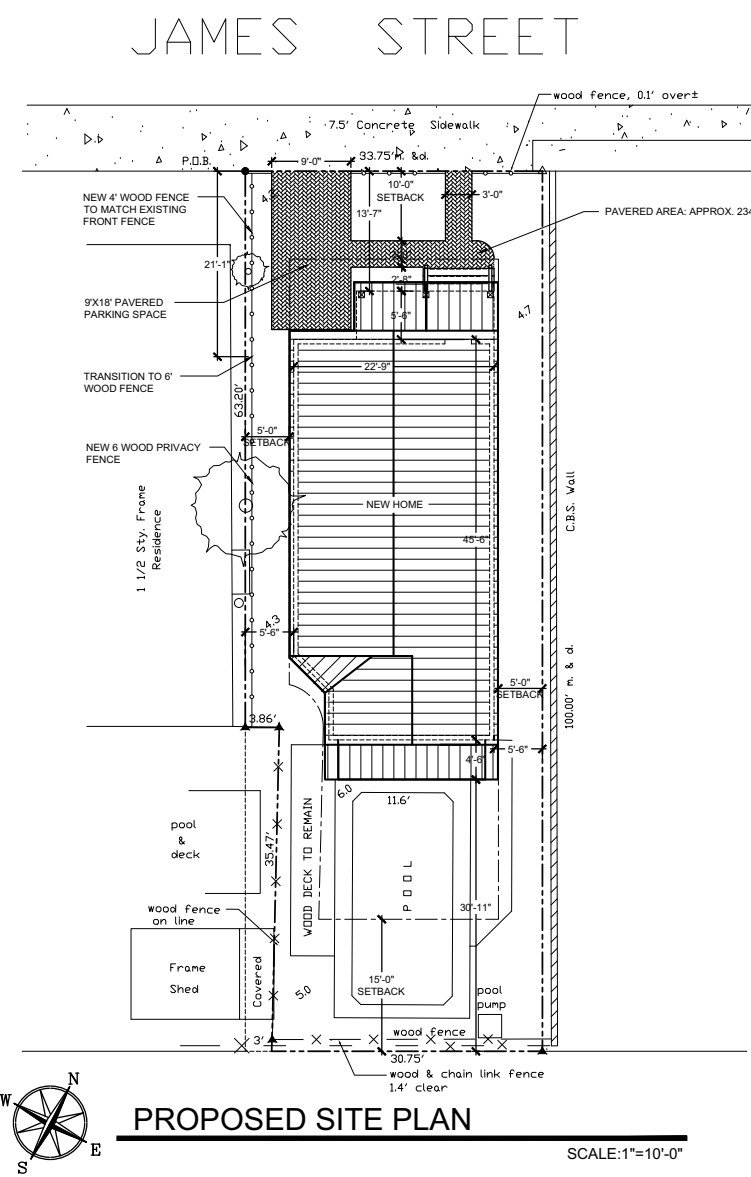 JAMES STREET
wood fence, 0.1' over±
7.5' Concrete Sidewalk
P.O.B.
9'-0"
33.75'm. &d.
10'-0"
SETBACK
3'-0"
13'-7"
NEW 4' WOOD FENCE
TO MATCH EXISTING
FRONT FENCE
PAVERED AREA: APPROX. 234
21'-1"
2'-8"
9'X18' PAVERED
PARKING SPACE
5'-6"
4.7
22'-9"
TRANSITION TO 6'
WOOD FENCE
63.20'
5'-0"
SETBACK
NEW 6 WOOD PRIVACY
FENCE
NEW HOME
45'-6"
1 1/2 Sty. Frame
Residence
C.B.S. Wall
4.3
5'-6"
5'-0"
SETBACK
100.00' m. & d.
3.86'
5'-6"
4'-6"
6.0
11.6'
pool
&
deck
35.47'
WOOD DECK TO REMAIN
POOL
30'-11"
wood fence
on line
Frame
Shed
Covered
5.0
15'-0"
SETBACK
pool
pump
3'
wood fence
30.75'
wood & chain link fence
1.4' clear
N
W
E
S
PROPOSED SITE PLAN
SCALE:1"=10'-0"